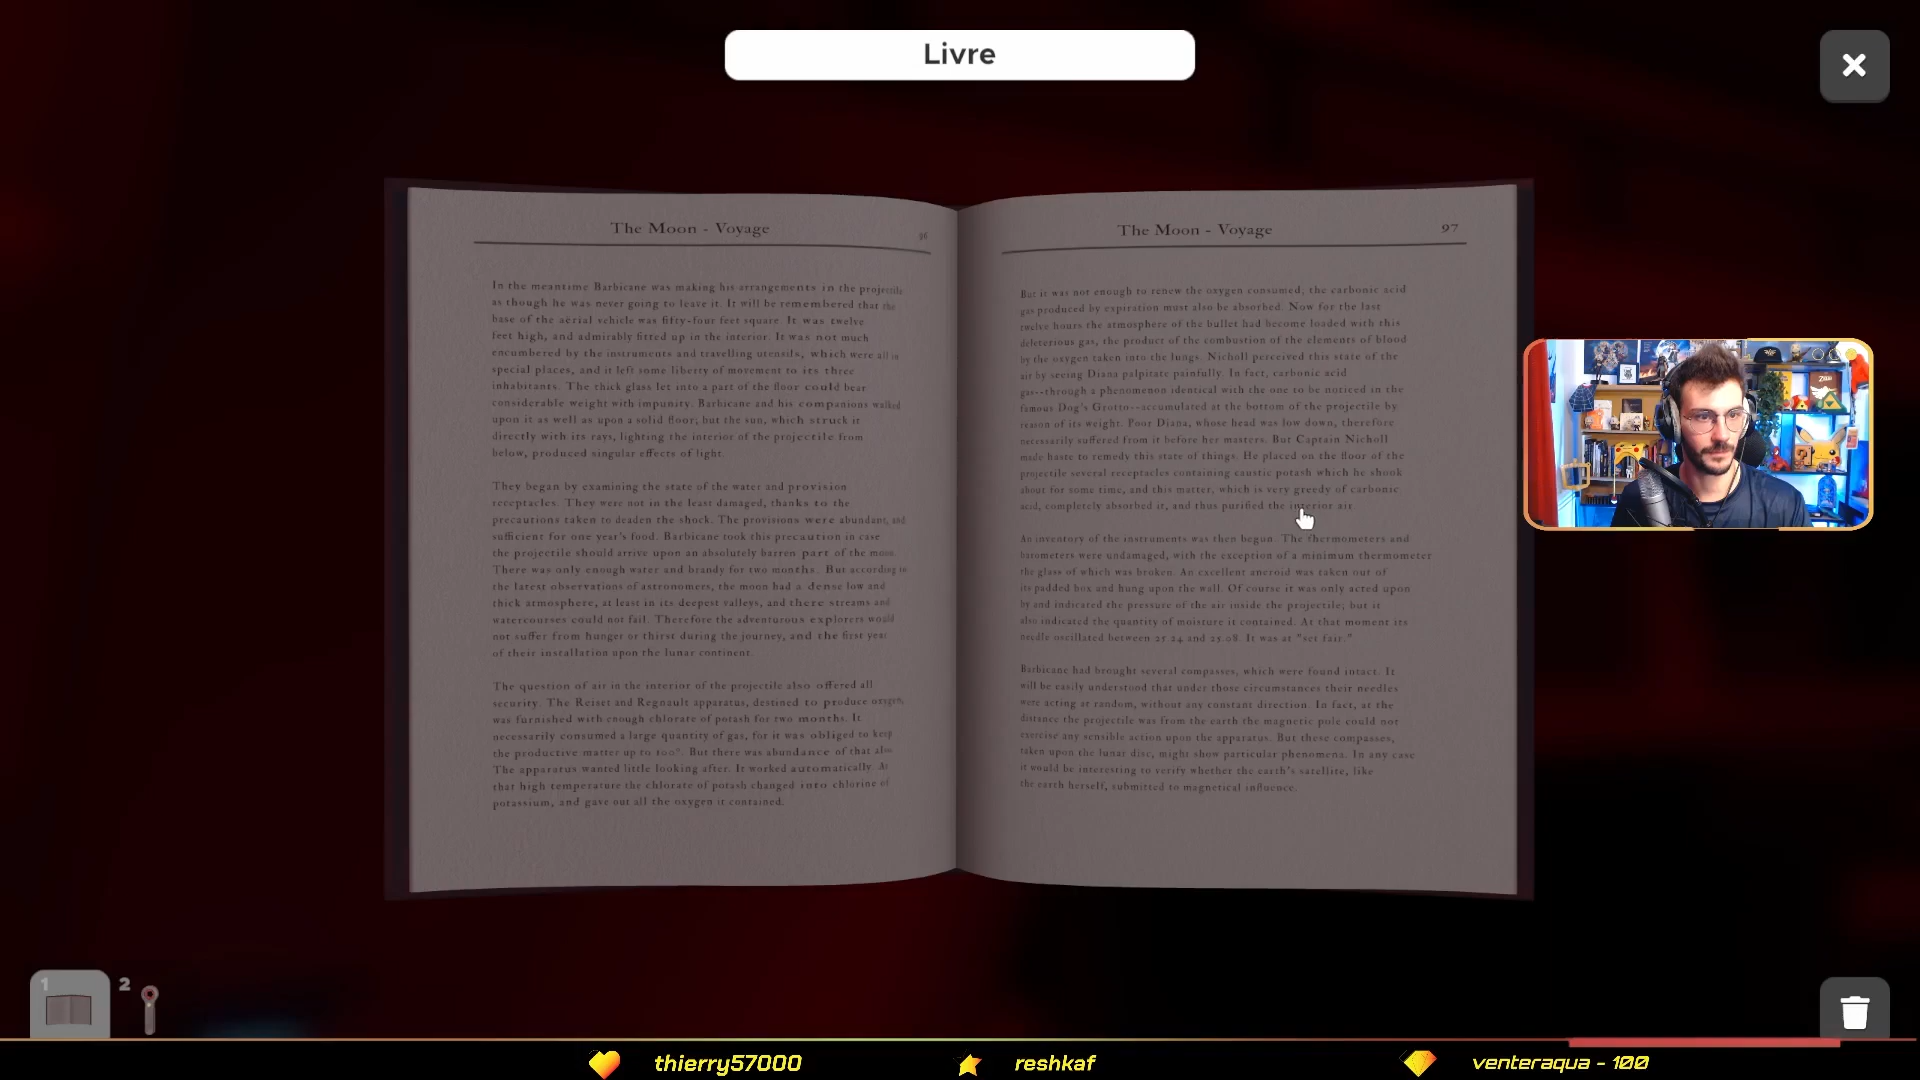 Livre
The Moon - Voyage
96
In the meantime Barbicane was making his arrangements in the projectile
as though he was never going to leave it. It will be remembered that the
base of the aërial vehicle was fifty-four feet square. It was twelve
feet high, and admirably fitted up in the interior. It was not much
encumbered by the instruments and travelling utensils, which were all in
special places, and it left some liberty of movement to its three
inhabitants. The thick glass let into a part of the floor could bear
considerable weight with impunity. Barbicane and his companions walked
upon it as well as upon a solid floor; but the sun, which struck it
directly with its rays, lighting the interior of the projectile from
below, produced singular effects of light.
They began by examining the state of the water and provision
receptacles. They were not in the least damaged, thanks to the
precautions taken to deaden the shock. The provisions were abundant, and
sufficient for one year's food. Barbicane took this precaution in case
the projectile should arrive upon an absolutely barren part of the moon.
There was only enough water and brandy for two months. But according to
the latest observations of astronomers, the moon had a dense low and
thick atmosphere, at least in its deepest valleys, and there streams and
watercourses could not fail. Therefore the adventurous explorers would
not suffer from hunger or thirst during the journey, and the first year
of their installation upon the lunar continent.
The question of air in the interior of the projectile also offered all
security. The Reiset and Regnault apparatus, destined to produce oxygen,
was furnished with enough chlorate of potash for two months. It
necessarily consumed a large quantity of gas, for it was obliged to keep
the productive matter up to 100°. But there was abundance of that also.
The apparatus wanted little looking after. It worked automatically. At
that high temperature the chlorate of potash changed into chlorine of
potassium, and gave out all the oxygen it contained.
The Moon - Voyage
97
But it was not enough to renew the oxygen consumed, the carbonic acid
gas produced by expiration must also be absorbed. Now for the last
twelve hours the atmosphere of the bullet had become loaded with this
deleterious gas, the product of the combustion of the elements of blood
by the oxygen taken into the lungs. Nicholl perceived this state of the
air by seeing Diana palpitate painfully. In fact, carbonic acid
gas--through a phenomenon identical with the one to be noticed in the
famous Dog's Grotto--accumulated at the bottom of the projectile by
reason of its weight. Poor Diana, whose head was low down, therefore
necessarily suffered from it before her masters. But Captain Nicholl
made haste to remedy this state of things. He placed on the floor of the
projectile several receptacles containing caustic potash which he shook
about for some time, and this matter, which is very greedy of carbonic
acid, completely absorbed it, and thus purified the interior air.
An inventory of the instruments was then begun. The thermometers and
barometers were undamaged, with the exception of a minimum thermometer
the glass of which was broken. An excellent aneroid was taken out of
its padded box and hung upon the wall. Of course it was only acted upon
by and indicated the pressure of the air inside the projectile; but it
also indicated the quantity of moisture it contained. At that moment its
needle oscillated between 25.24 and 25.08. It was at "set fair."
Barbicane had brought several compasses, which were found intact. It
will be easily understood that under those circumstances their needles
were acting at random, without any constant direction. In fact, at the
distance the projectile was from the earth the magnetic pole could not
exercise any sensible action upon the apparatus. But these compasses,
taken upon the lunar disc, might show particular phenomena. In any case
it would be interesting to verify whether the earth's satellite, like
the earth herself, submitted to magnetical influence.
1
2
thierry57000
reshkaf
venteraqua - 100